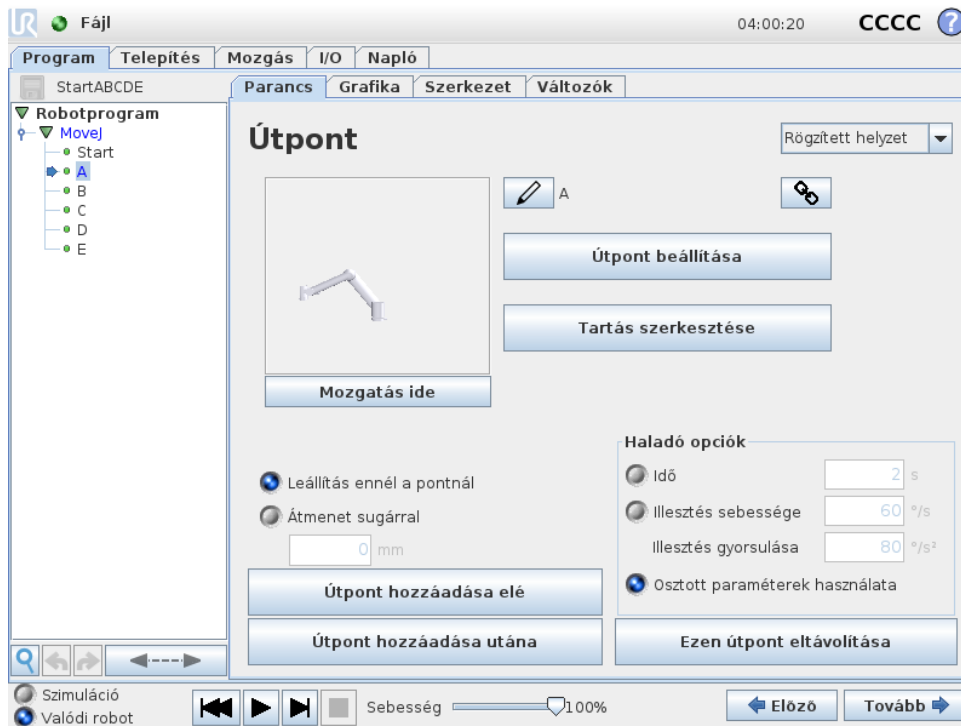 UR Fájl 04:00:20 CCCC ?
Program Telepítés Mozgás I/O Napló
StartABCDE
Parancs Grafika Szerkezet Változók
Robotprogram
MoveJ
Start
A
B
C
D
E
Útpont
Rögzített helyzet
A
Útpont beállítása
Tartás szerkesztése
Mozgatás ide
Leállítás ennél a pontnál
Átmenet sugárral
0 mm
Haladó opciók
Idő 2 s
Illesztés sebessége 60 °/s
Illesztés gyorsulása 80 °/s²
Osztott paraméterek használata
Útpont hozzáadása elé
Útpont hozzáadása utána
Ezen útpont eltávolítása
Szimuláció
Valódi robot
Sebesség 100%
Előző
Tovább